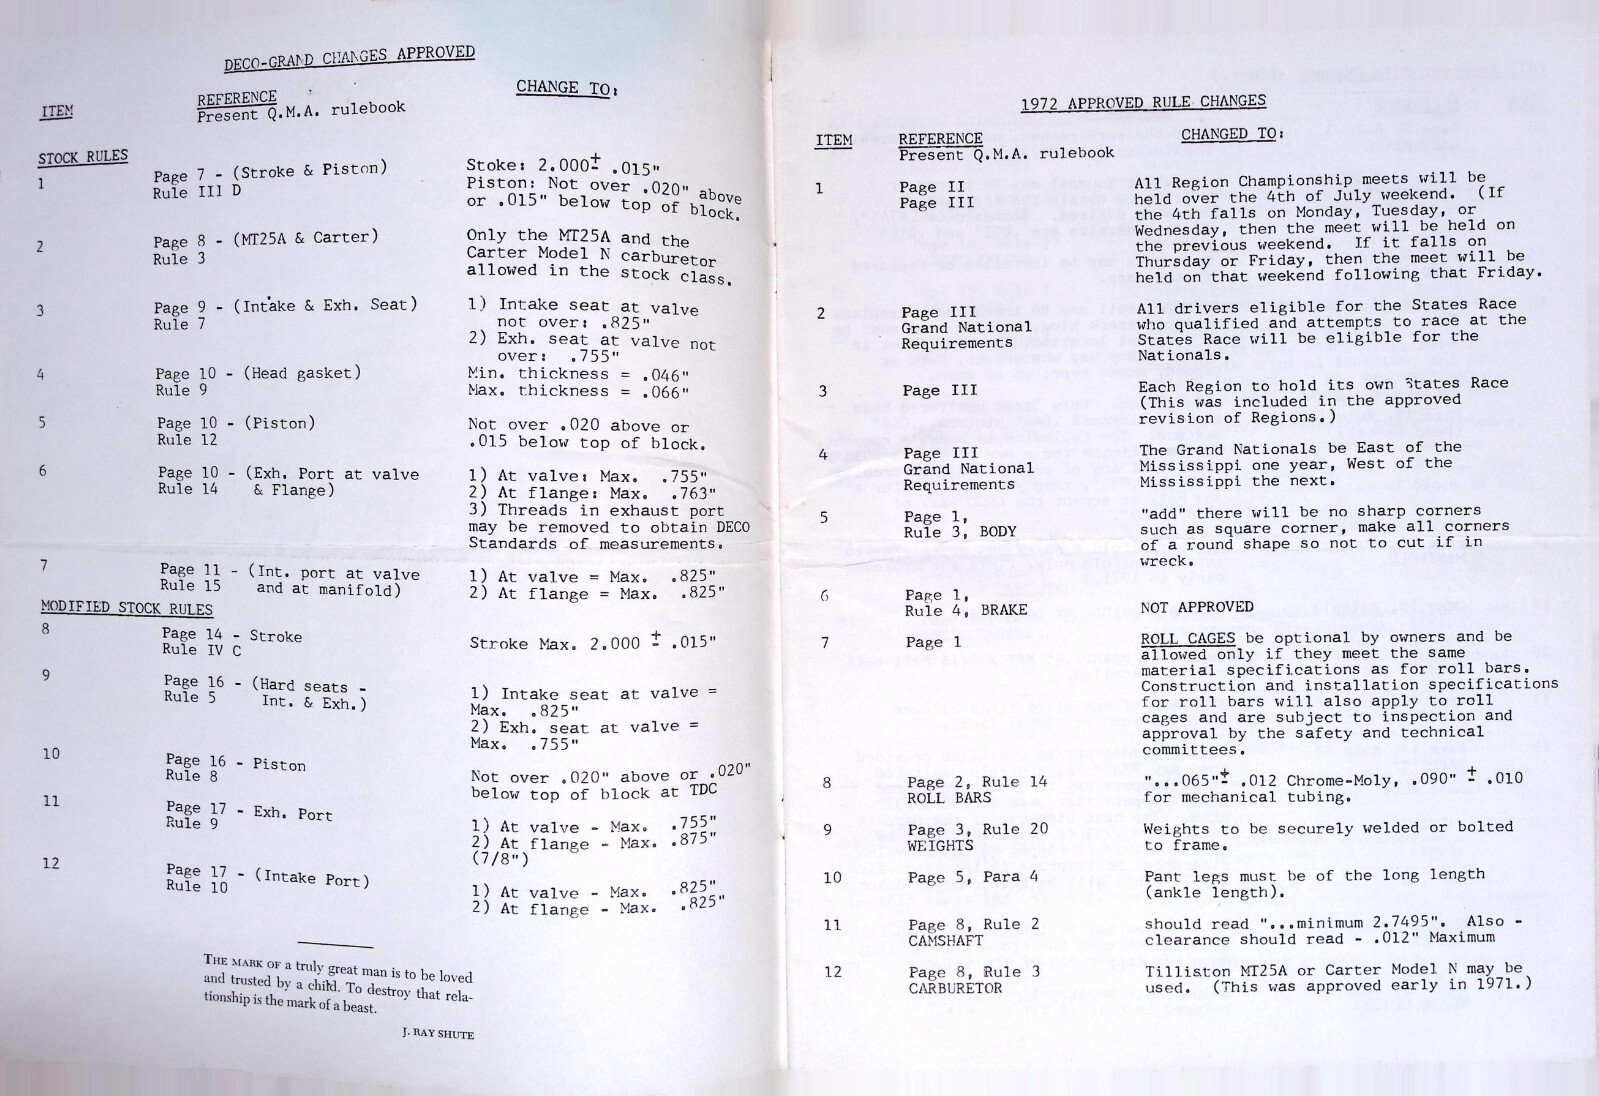 DECO-GRAND CHANGES APPROVED
ITEM
REFERENCE
Present Q.M.A. rulebook
CHANGE TO:
STOCK RULES
1
Page 7 - (Stroke & Piston)
Rule III D
Stoke: 2.000± .015"
Piston: Not over .020" above
or .015" below top of block.
2
Page 8 - (MT25A & Carter)
Rule 3
Only the MT25A and the
Carter Model N carburetor
allowed in the stock class.
3
Page 9 - (Intake & Exh. Seat)
Rule 7
1) Intake seat at valve
not over: .825"
2) Exh. seat at valve not
over: .755"
4
Page 10 - (Head gasket)
Rule 9
Min. thickness = .046"
Max. thickness = .066"
5
Page 10 - (Piston)
Rule 12
Not over .020 above or
.015 below top of block.
6
Page 10 - (Exh. Port at valve
Rule 14 & Flange)
1) At valve: Max. .755"
2) At flange: Max. .763"
3) Threads in exhaust port
may be removed to obtain DECO
Standards of measurements.
7
Page 11 - (Int. port at valve
Rule 15 and at manifold)
1) At valve = Max. .825"
2) At flange = Max. .825"
MODIFIED STOCK RULES
8
Page 14 - Stroke
Rule IV C
Stroke Max. 2.000 ± .015"
9
Page 16 - (Hard seats -
Rule 5 Int. & Exh.)
1) Intake seat at valve =
Max. .825"
2) Exh. seat at valve =
Max. .755"
10
Page 16 - Piston
Rule 8
Not over .020" above or .020"
below top of block at TDC
11
Page 17 - Exh. Port
Rule 9
1) At valve - Max. .755"
2) At flange - Max. .875"
(7/8")
12
Page 17 - (Intake Port)
Rule 10
1) At valve - Max. .825"
2) At flange - Max. .825"
THE MARK OF a truly great man is to be loved
and trusted by a child. To destroy that rela-
tionship is the mark of a beast.
J. RAY SHUTE
1972 APPROVED RULE CHANGES
ITEM
REFERENCE
Present Q.M.A. rulebook
CHANGED TO:
1
Page II
Page III
All Region Championship meets will be
held over the 4th of July weekend. (If
the 4th falls on Monday, Tuesday, or
Wednesday, then the meet will be held on
the previous weekend. If it falls on
Thursday or Friday, then the meet will be
held on that weekend following that Friday.
2
Page III
Grand National
Requirements
All drivers eligible for the States Race
who qualified and attempts to race at the
States Race will be eligible for the
Nationals.
3
Page III
Each Region to hold its own States Race
(This was included in the approved
revision of Regions.)
4
Page III
Grand National
Requirements
The Grand Nationals be East of the
Mississippi one year, West of the
Mississippi the next.
5
Page 1,
Rule 3, BODY
"add" there will be no sharp corners
such as square corner, make all corners
of a round shape so not to cut if in
wreck.
6
Page 1,
Rule 4, BRAKE
NOT APPROVED
7
Page 1
ROLL CAGES be optional by owners and be
allowed only if they meet the same
material specifications as for roll bars.
Construction and installation specifications
for roll bars will also apply to roll
cages and are subject to inspection and
approval by the safety and technical
committees.
8
Page 2, Rule 14
ROLL BARS
"...065"± .012 Chrome-Moly, .090" ± .010
for mechanical tubing.
9
Page 3, Rule 20
WEIGHTS
Weights to be securely welded or bolted
to frame.
10
Page 5, Para 4
Pant legs must be of the long length
(ankle length).
11
Page 8, Rule 2
CAMSHAFT
should read "...minimum 2.7495". Also -
clearance should read - .012" Maximum
12
Page 8, Rule 3
CARBURETOR
Tilliston MT25A or Carter Model N may be
used. (This was approved early in 1971.)